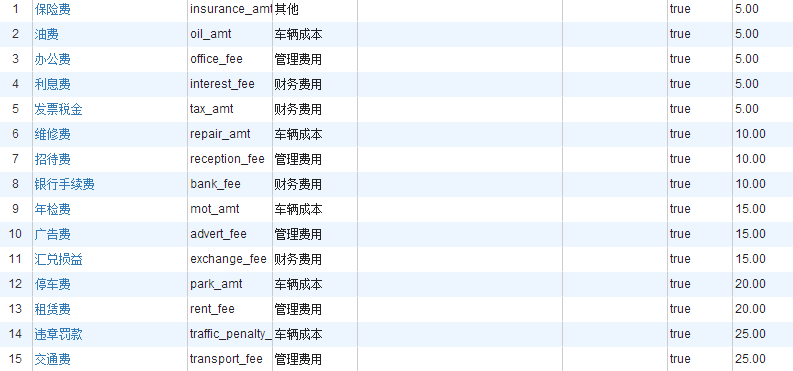 1 保险费 insurance_amt 其他 true 5.00
2 油费 oil_amt 车辆成本 true 5.00
3 办公费 office_fee 管理费用 true 5.00
4 利息费 interest_fee 财务费用 true 5.00
5 发票税金 tax_amt 财务费用 true 5.00
6 维修费 repair_amt 车辆成本 true 10.00
7 招待费 reception_fee 管理费用 true 10.00
8 银行手续费 bank_fee 财务费用 true 10.00
9 年检费 mot_amt 车辆成本 true 15.00
10 广告费 advert_fee 管理费用 true 15.00
11 汇兑损益 exchange_fee 财务费用 true 15.00
12 停车费 park_amt 车辆成本 true 20.00
13 租赁费 rent_fee 管理费用 true 20.00
14 违章罚款 traffic_penalty_ 车辆成本 true 25.00
15 交通费 transport_fee 管理费用 true 25.00